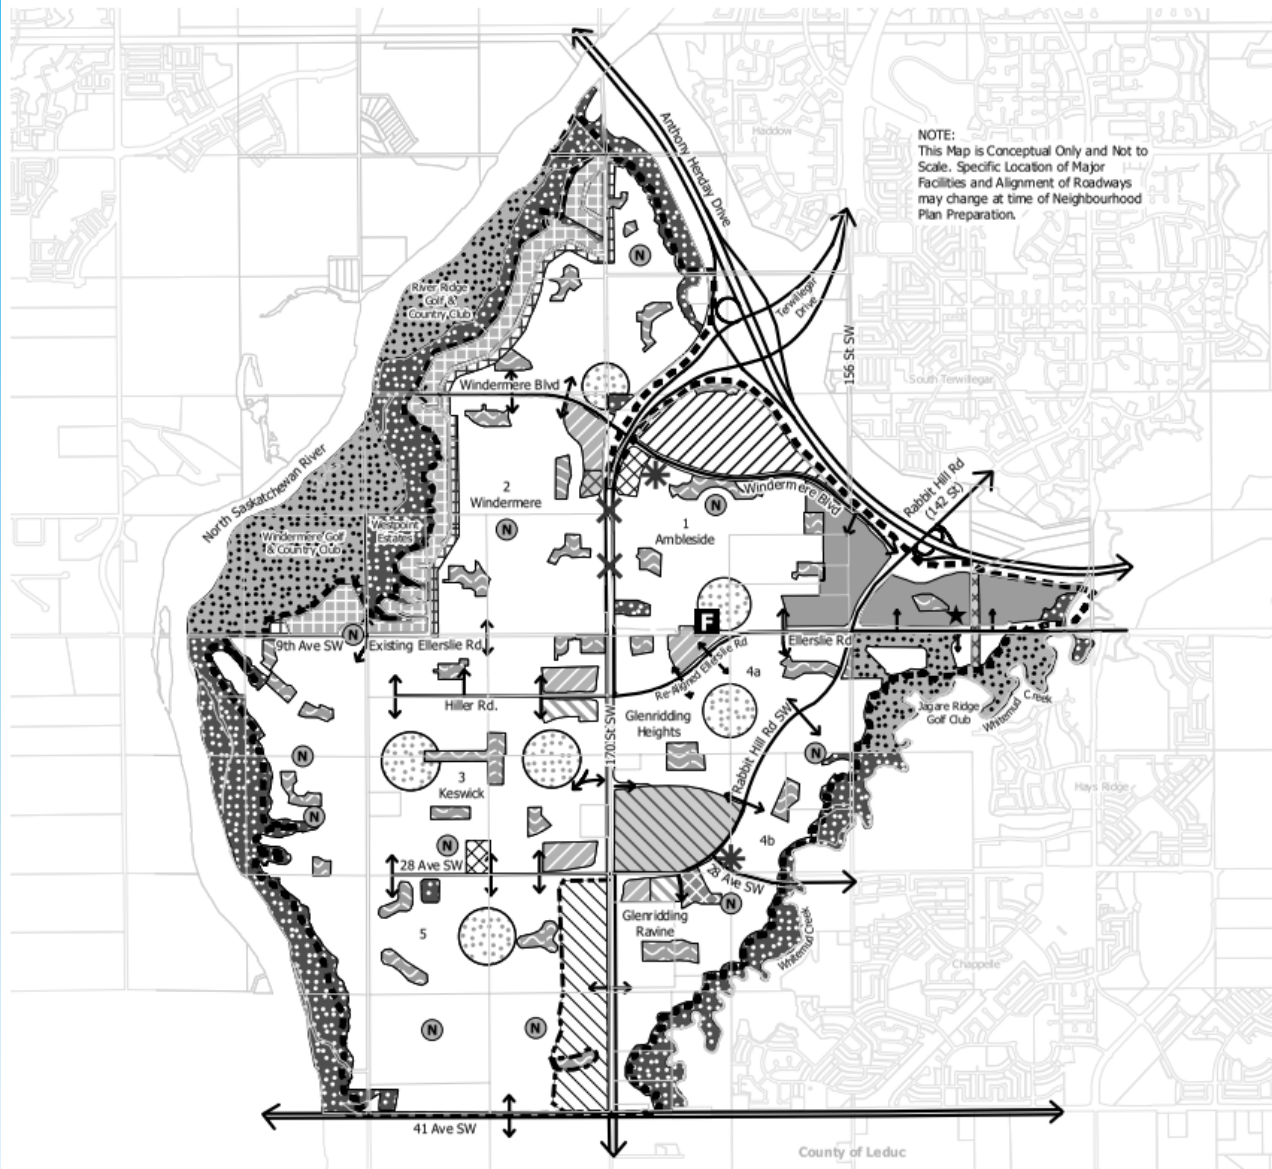 NOTE:
This Map is Conceptual Only and Not to
Scale. Specific Location of Major
Facilities and Alignment of Roadways
may change at time of Neighbourhood
Plan Preparation.
Haddow
Anthony Henday Drive
N
River Ridge
Golf &
Country Club
Terwillegar
Drive
156 St SW
South Terwillegar
Windermere Blvd
North Saskatchewan River
Rabbit Hill Rd
(142 St)
2
Windermere
Windermere Blvd
N
N
1
Ambleside
Westpoint
Estates
Windermere Golf
& Country Club
F
N
9th Ave SW
Existing Ellerslie Rd
Ellerslie Rd
Re-Aligned Ellerslie Rd
4a
Hiller Rd.
Glenridding
Heights
170 St SW
Rabbit Hill Rd SW
Jagare Ridge
Golf Club
Whitemud Creek
N
N
3
Keswick
Hays Ridge
N
N
4b
28 Ave SW
28 Ave SW
N
Glenridding
Ravine
5
Whitemud Creek
Chappelle
N
N
41 Ave SW
County of Leduc